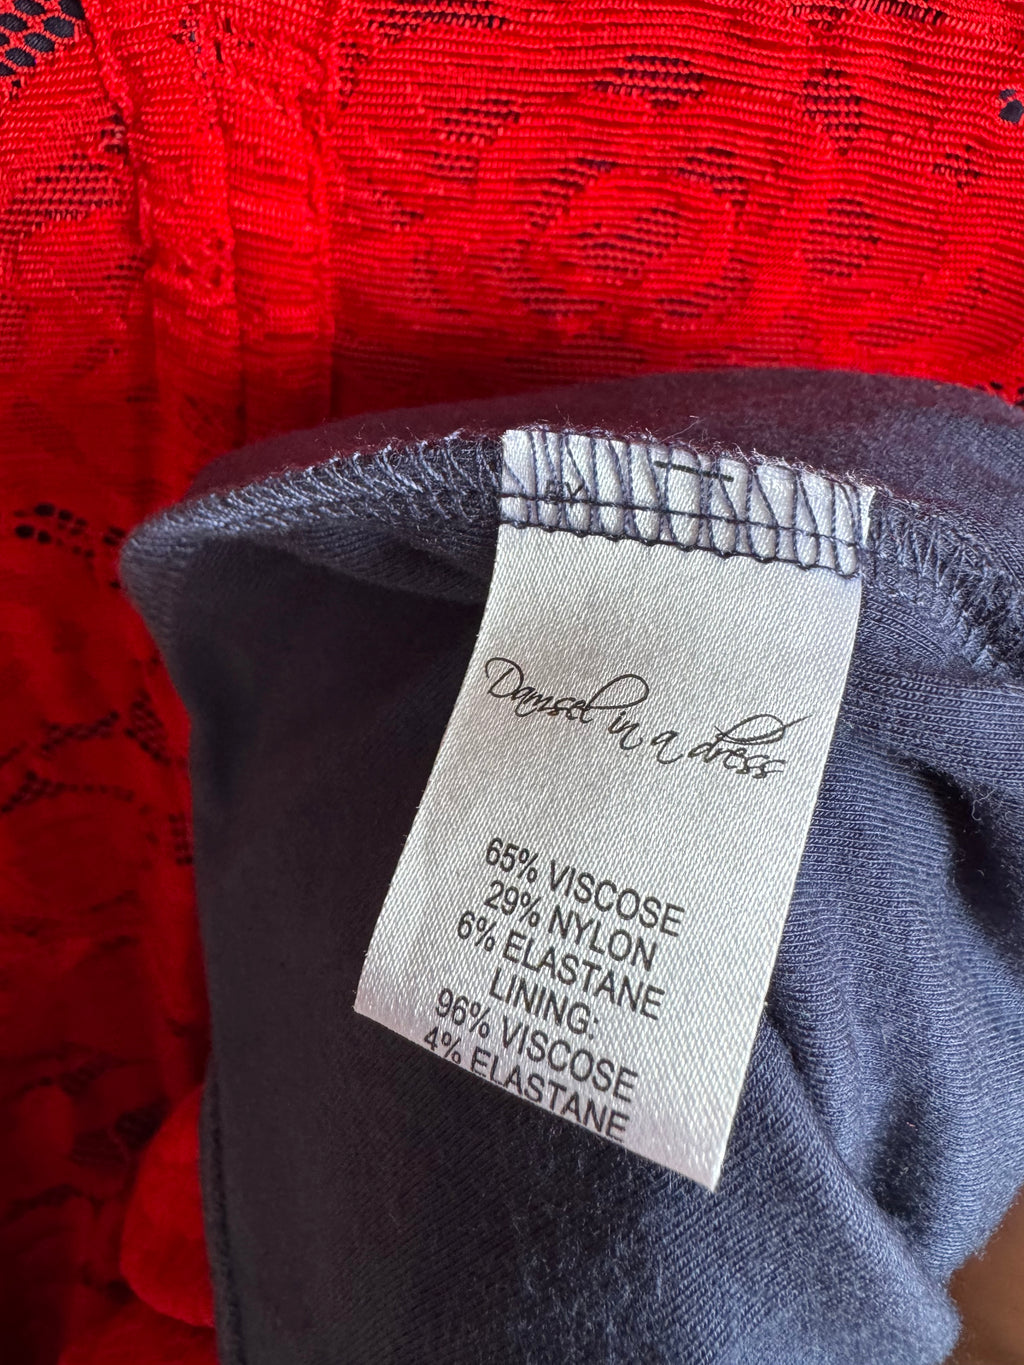 Damsel in a dress
65% VISCOSE
29% NYLON
6% ELASTANE
LINING:
96% VISCOSE
4% ELASTANE